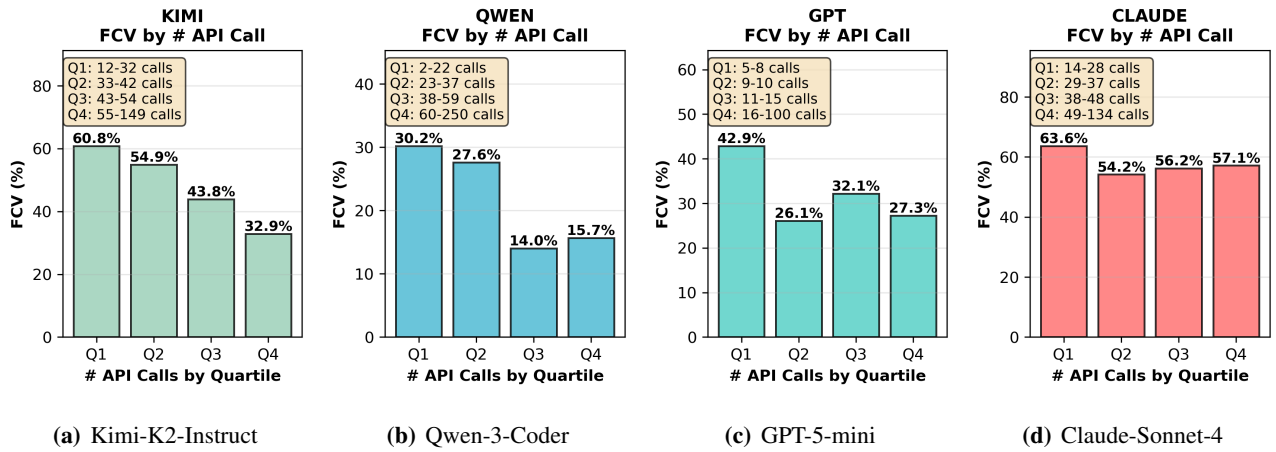 KIMI
FCV by # API Call
Q1: 12-32 calls
Q2: 33-42 calls
Q3: 43-54 calls
Q4: 55-149 calls
60.8%
54.9%
43.8%
32.9%
80
60
40
20
0
FCV (%)
Q1 Q2 Q3 Q4
# API Calls by Quartile
(a) Kimi-K2-Instruct
QWEN
FCV by # API Call
Q1: 2-22 calls
Q2: 23-37 calls
Q3: 38-59 calls
Q4: 60-250 calls
30.2%
27.6%
14.0%
15.7%
40
30
20
10
0
FCV (%)
Q1 Q2 Q3 Q4
# API Calls by Quartile
(b) Qwen-3-Coder
GPT
FCV by # API Call
Q1: 5-8 calls
Q2: 9-10 calls
Q3: 11-15 calls
Q4: 16-100 calls
42.9%
26.1%
32.1%
27.3%
60
50
40
30
20
10
0
FCV (%)
Q1 Q2 Q3 Q4
# API Calls by Quartile
(c) GPT-5-mini
CLAUDE
FCV by # API Call
Q1: 14-28 calls
Q2: 29-37 calls
Q3: 38-48 calls
Q4: 49-134 calls
63.6%
54.2%
56.2%
57.1%
80
60
40
20
0
FCV (%)
Q1 Q2 Q3 Q4
# API Calls by Quartile
(d) Claude-Sonnet-4